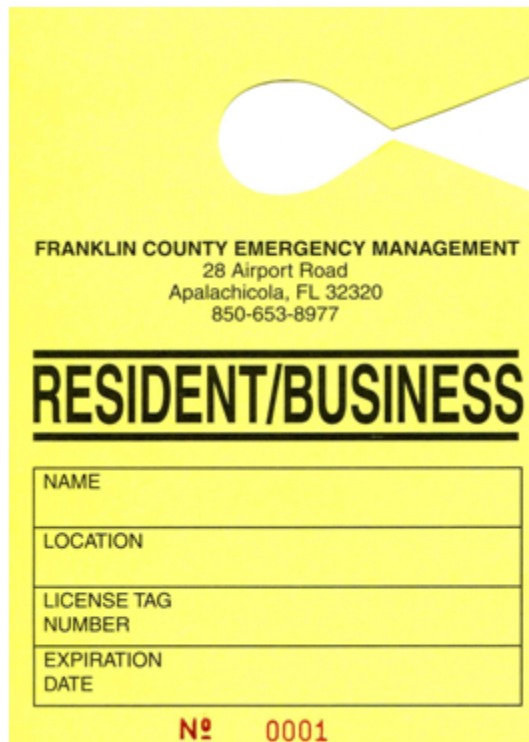 FRANKLIN COUNTY EMERGENCY MANAGEMENT
28 Airport Road
Apalachicola, FL 32320
850-653-8977
RESIDENT/BUSINESS
NAME
LOCATION
LICENSE TAG
NUMBER
EXPIRATION
DATE
Nº 0001